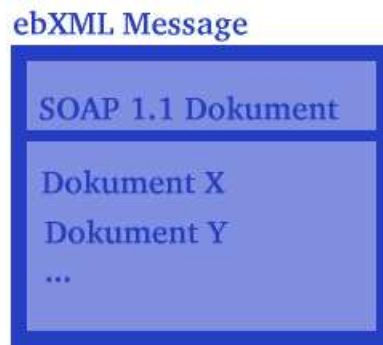 ebXML Message
SOAP 1.1 Dokument
Dokument X
Dokument Y
...